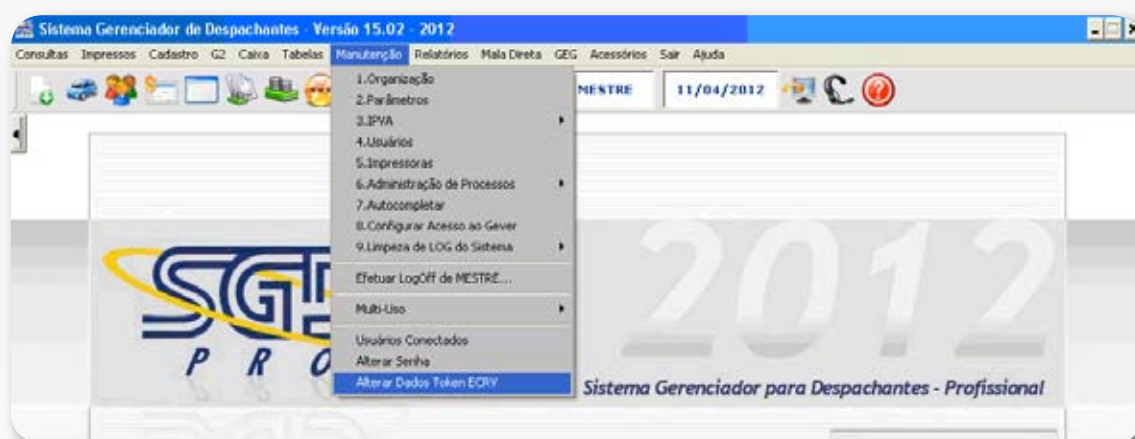 Sistema Gerenciador de Despachantes - Versão 15.02 - 2012
Consultas Impressos Cadastro G2 Caixa Tabelas Manutenção Relatórios Mala Direta GEG Acessórios Sair Ajuda
MESTRE 11/04/2012
1.Organização
2.Parâmetros
3.IPVA
4.Usuários
5.Impressoras
6.Administração de Processos
7.Autocompletar
8.Configurar Acesso ao Gever
9.Limpeza de LOG do Sistema
Efetuar LogOff de MESTRE...
Multi-Uso
Usuários Conectados
Alterar Senha
Alterar Dados Token ECRV
2012
SGD
PRO
Sistema Gerenciador para Despachantes - Profissional